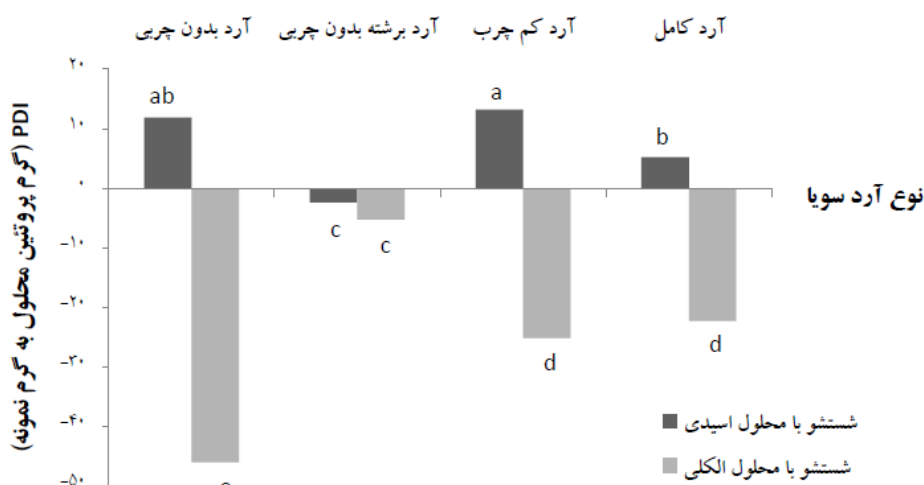 آرد بدون چربی
آرد برشته بدون چربی
آرد کم چرب
آرد کامل
PDI (گرم پروتئین محلول به گرم نمونه)
۲۰
۱۰
۰
-۱۰
-۲۰
-۳۰
-۴۰
-۵۰
ab
c
c
a
d
b
d
نوع آرد سویا
شستشو با محلول اسیدی
شستشو با محلول الکلی